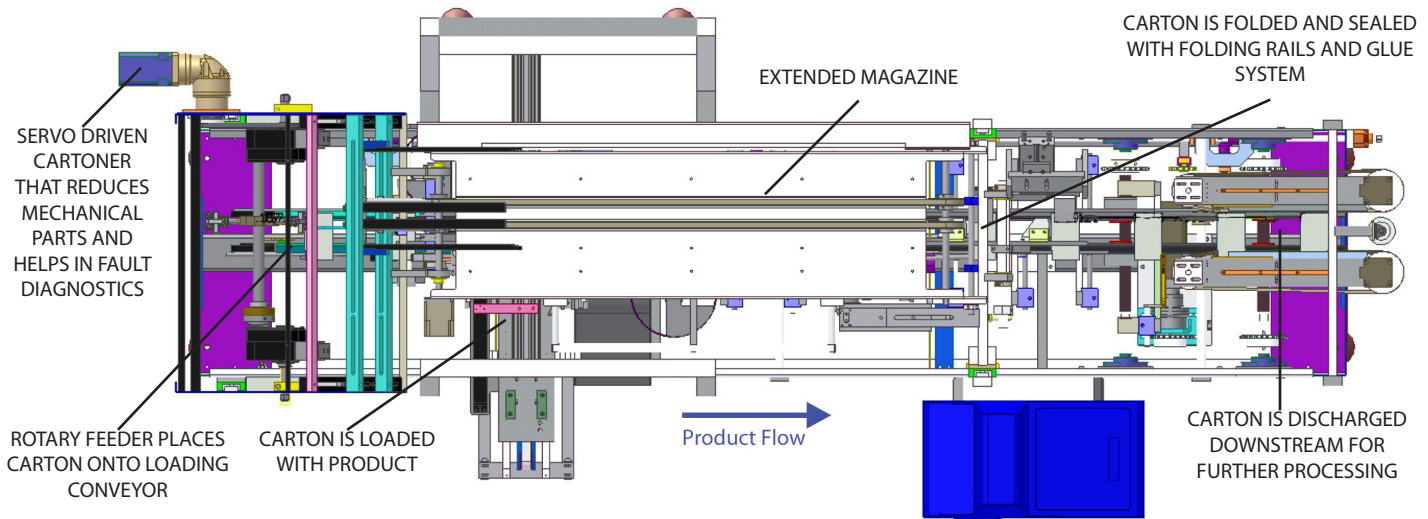 CARTON IS FOLDED AND SEALED
WITH FOLDING RAILS AND GLUE
SYSTEM
EXTENDED MAGAZINE
SERVO DRIVEN
CARTONER
THAT REDUCES
MECHANICAL
PARTS AND
HELPS IN FAULT
DIAGNOSTICS
ROTARY FEEDER PLACES
CARTON ONTO LOADING
CONVEYOR
CARTON IS LOADED
WITH PRODUCT
Product Flow
CARTON IS DISCHARGED
DOWNSTREAM FOR
FURTHER PROCESSING